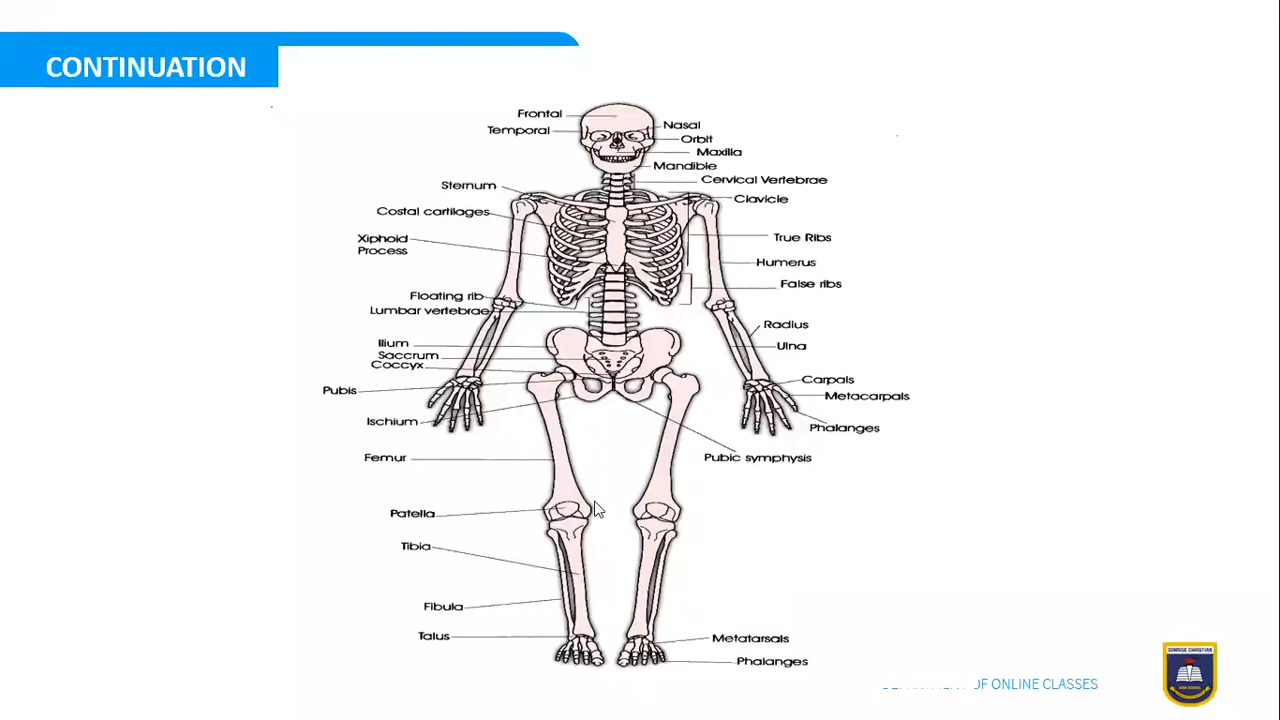 CONTINUATION
Frontal
Temporal
Nasal
Orbit
Maxilla
Mandible
Cervical Vertebrae
Sternum
Clavicle
Costal cartilages
Xiphoid
Process
True Ribs
Humerus
False ribs
Floating rib
Lumbar vertebrae
Radius
Ilium
Ulna
Saccrum
Coccyx
Carpals
Pubis
Metacarpals
Ischium
Phalanges
Femur
Pubic symphysis
Patella
Tibia
Fibula
Talus
Metatarsals
Phalanges
OF ONLINE CLASSES